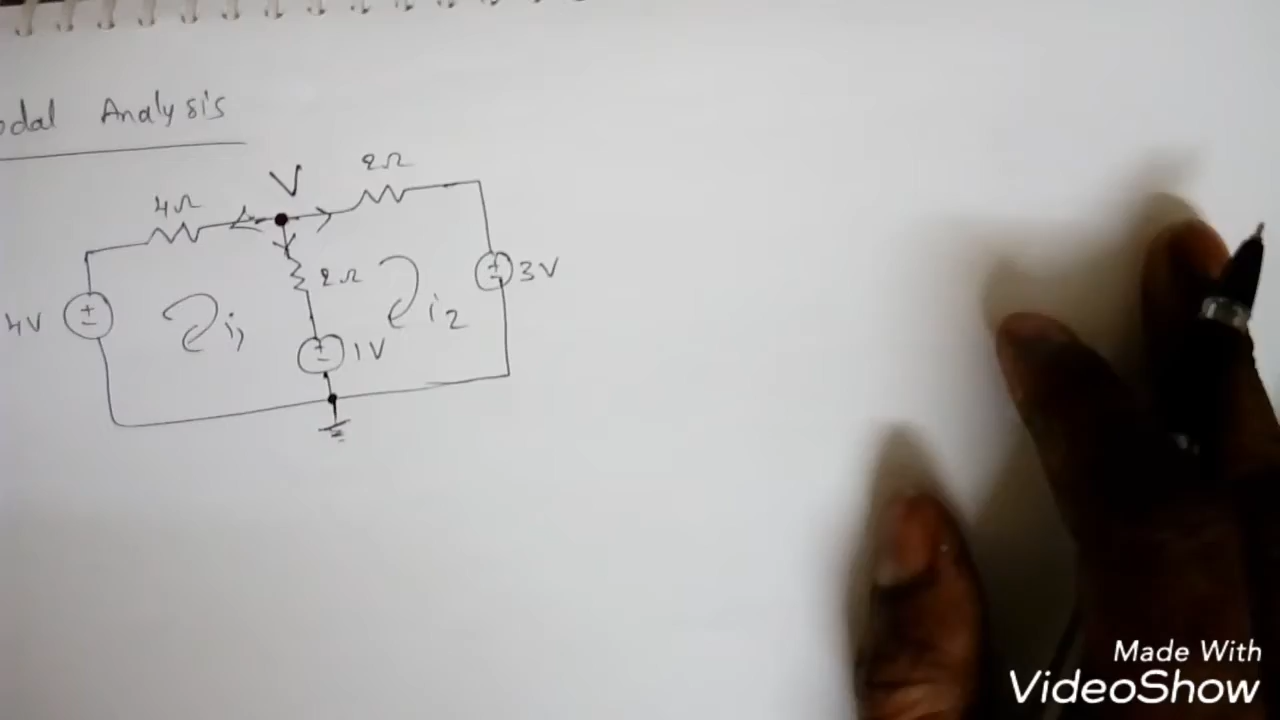 odal Analysis
V
2Ω
4Ω
2Ω
3V
4V
i1
i2
1V
Made With
VideoShow